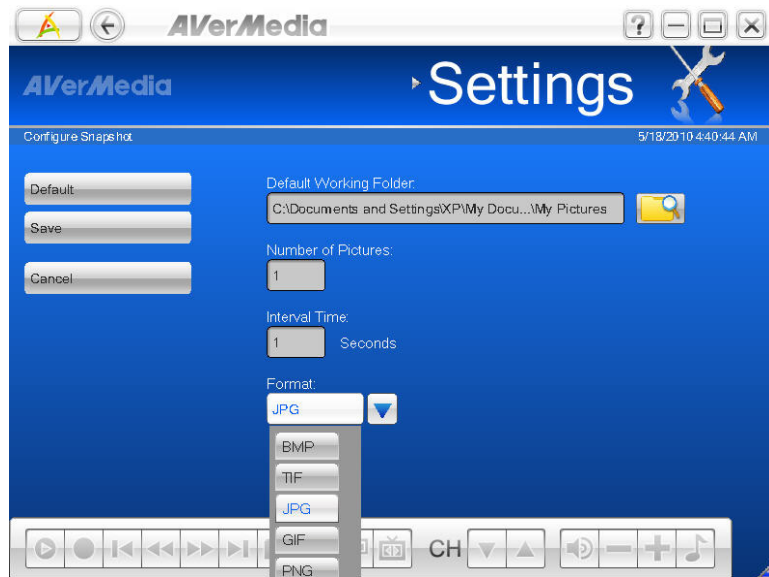 AVerMedia
?
AVerMedia
Settings
Configure Snapshot
5/18/2010 4:40:44 AM
Default
Save
Cancel
Default Working Folder:
C:\Documents and Settings\XP\My Docu...\My Pictures
Number of Pictures:
1
Interval Time:
1 Seconds
Format:
JPG
BMP
TIF
JPG
GIF
PNG
CH